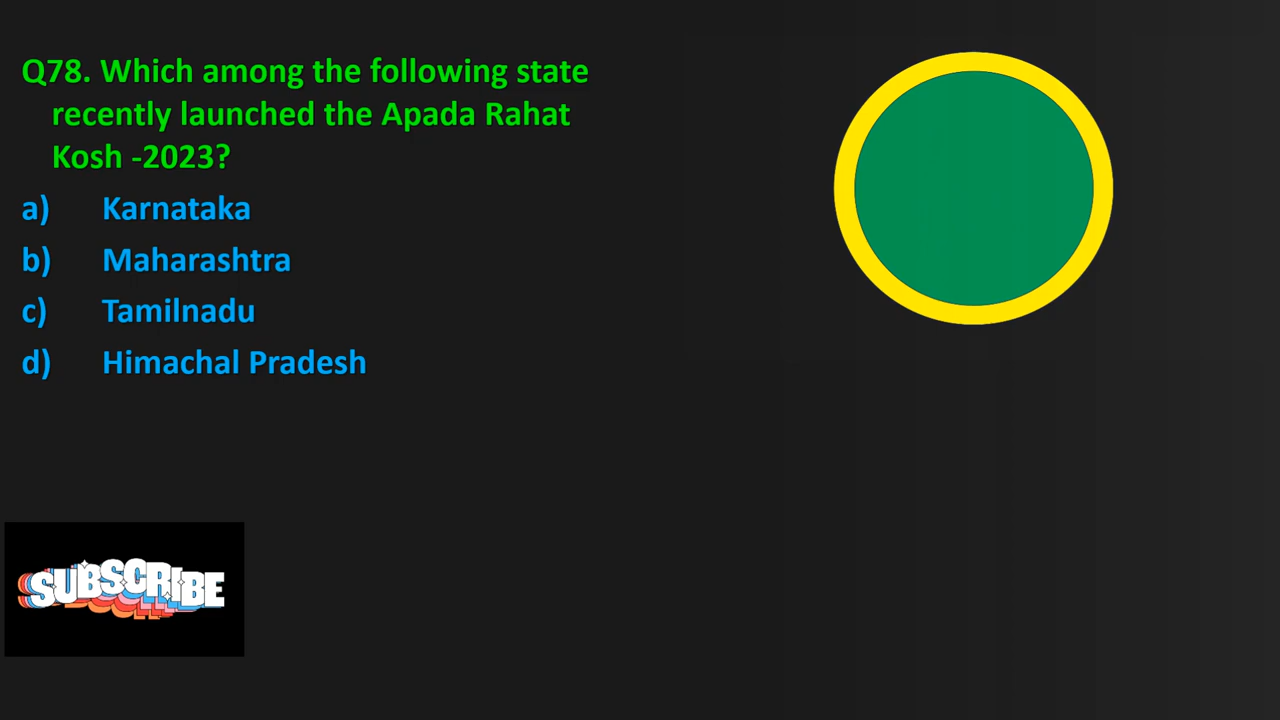 Q78. Which among the following state
recently launched the Apada Rahat
Kosh -2023?
a) Karnataka
b) Maharashtra
c) Tamilnadu
d) Himachal Pradesh
SUBSCRIBE